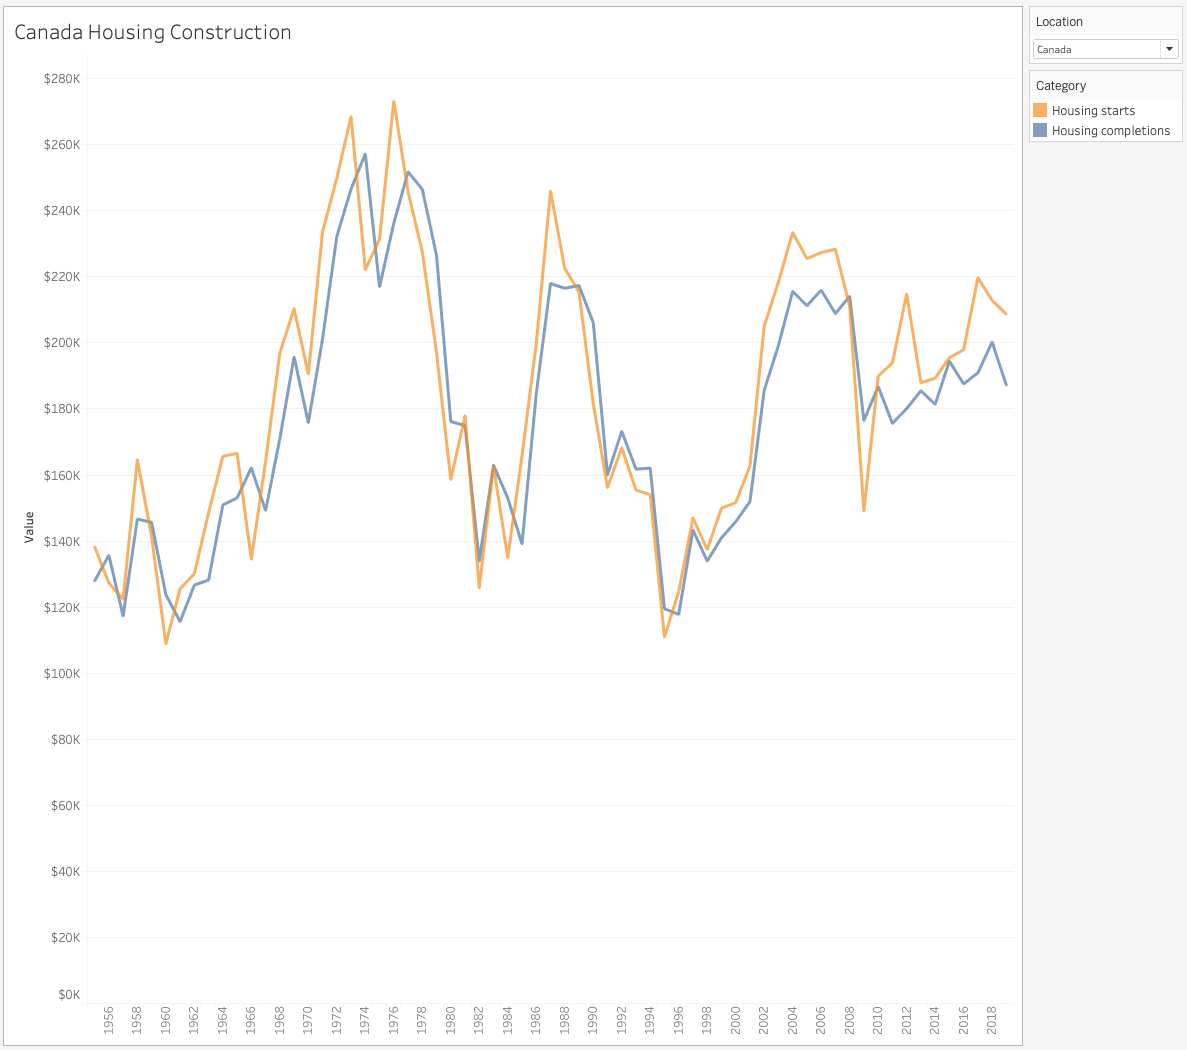 Canada Housing Construction
$280K
$260K
$240K
$220K
$200K
$180K
$160K
$140K
$120K
$100K
$80K
$60K
$40K
$20K
$0K
Value
1956
1958
1960
1962
1964
1966
1968
1970
1972
1974
1976
1978
1980
1982
1984
1986
1988
1990
1992
1994
1996
1998
2000
2002
2004
2006
2008
2010
2012
2014
2016
2018
Location
Canada
Category
Housing starts
Housing completions